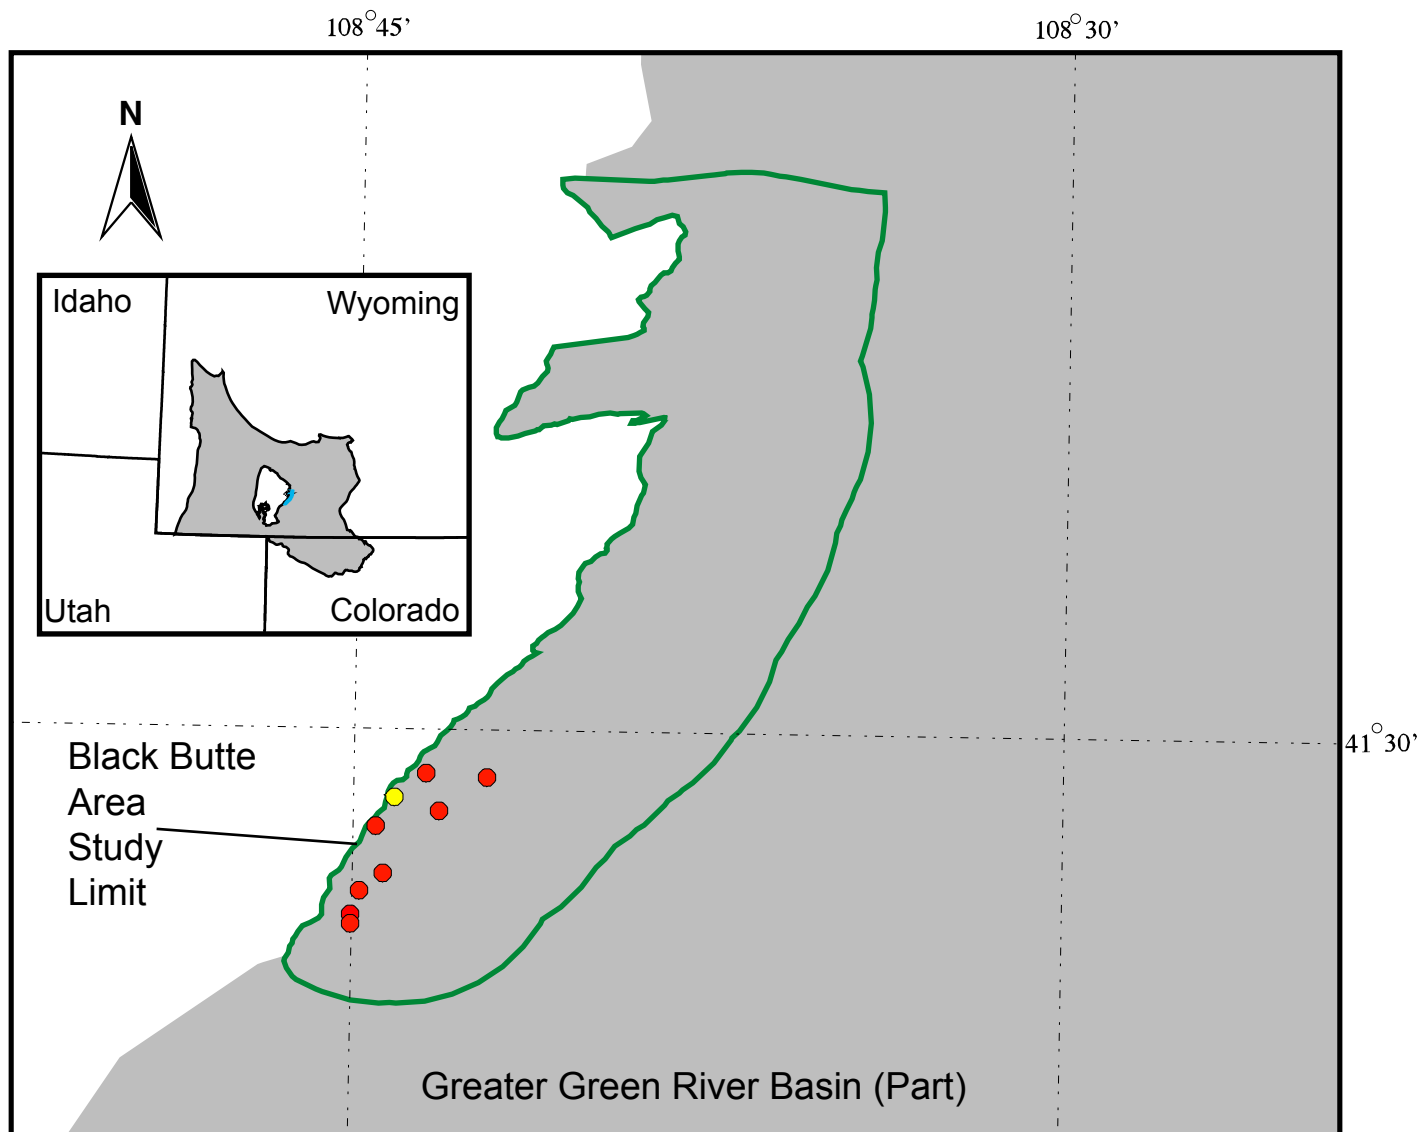 108°45’
108°30’
N
Idaho
Wyoming
Utah
Colorado
41°30’
Black Butte
Area
Study
Limit
Greater Green River Basin (Part)